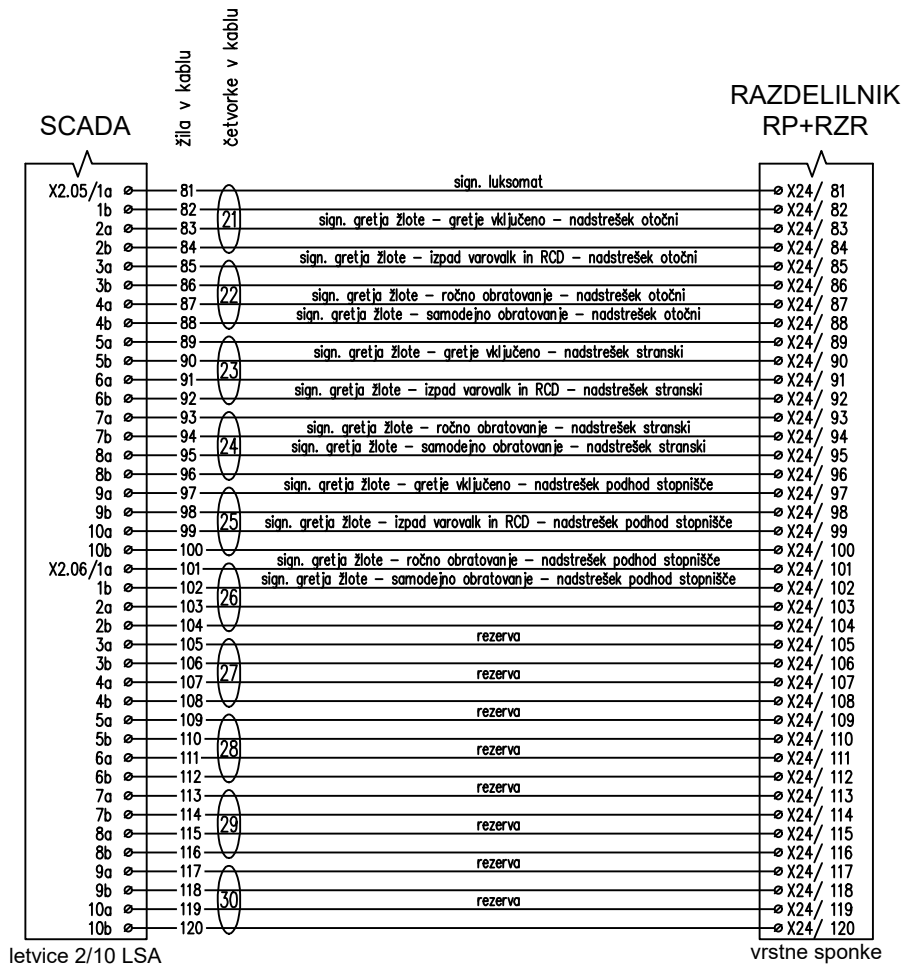 žila v kablu
četvorke v kablu
SCADA
RAZDELILNIK
RP+RZR
sign. luksomat
X2.05/1a 81 X24/ 81
1b 82 X24/ 82
21 sign. gretja žlote – gretje vključeno – nadstrešek otočni
2a 83 X24/ 83
2b 84 X24/ 84
sign. gretja žlote – izpad varovalk in RCD – nadstrešek otočni
3a 85 X24/ 85
3b 86 X24/ 86
22 sign. gretja žlote – ročno obratovanje – nadstrešek otočni
4a 87 X24/ 87
sign. gretja žlote – samodejno obratovanje – nadstrešek otočni
4b 88 X24/ 88
5a 89 X24/ 89
sign. gretja žlote – gretje vključeno – nadstrešek stranski
5b 90 X24/ 90
23
6a 91 X24/ 91
sign. gretja žlote – izpad varovalk in RCD – nadstrešek stranski
6b 92 X24/ 92
7a 93 X24/ 93
sign. gretja žlote – ročno obratovanje – nadstrešek stranski
7b 94 X24/ 94
24 sign. gretja žlote – samodejno obratovanje – nadstrešek stranski
8a 95 X24/ 95
8b 96 X24/ 96
sign. gretja žlote – gretje vključeno – nadstrešek podhod stopnišče
9a 97 X24/ 97
9b 98 X24/ 98
25 sign. gretja žlote – izpad varovalk in RCD – nadstrešek podhod stopnišče
10a 99 X24/ 99
10b 100 X24/ 100
sign. gretja žlote – ročno obratovanje – nadstrešek podhod stopnišče
X2.06/1a 101 X24/ 101
sign. gretja žlote – samodejno obratovanje – nadstrešek podhod stopnišče
1b 102 X24/ 102
26
2a 103 X24/ 103
2b 104 X24/ 104
rezerva
3a 105 X24/ 105
3b 106 X24/ 106
27 rezerva
4a 107 X24/ 107
4b 108 X24/ 108
rezerva
5a 109 X24/ 109
5b 110 X24/ 110
28 rezerva
6a 111 X24/ 111
6b 112 X24/ 112
rezerva
7a 113 X24/ 113
7b 114 X24/ 114
29 rezerva
8a 115 X24/ 115
8b 116 X24/ 116
rezerva
9a 117 X24/ 117
9b 118 X24/ 118
30 rezerva
10a 119 X24/ 119
10b 120 X24/ 120
letvice 2/10 LSA
vrstne sponke